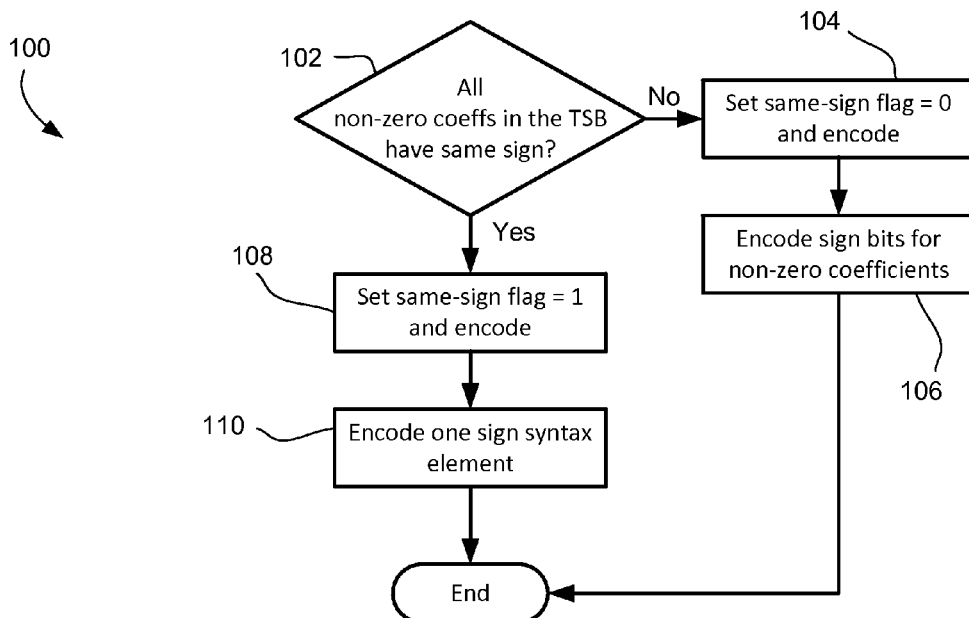 100
102
104
All
non-zero coeffs in the TSB
have same sign?
No
Set same-sign flag = 0
and encode
Yes
Encode sign bits for
non-zero coefficients
108
Set same-sign flag = 1
and encode
106
110
Encode one sign syntax
element
End